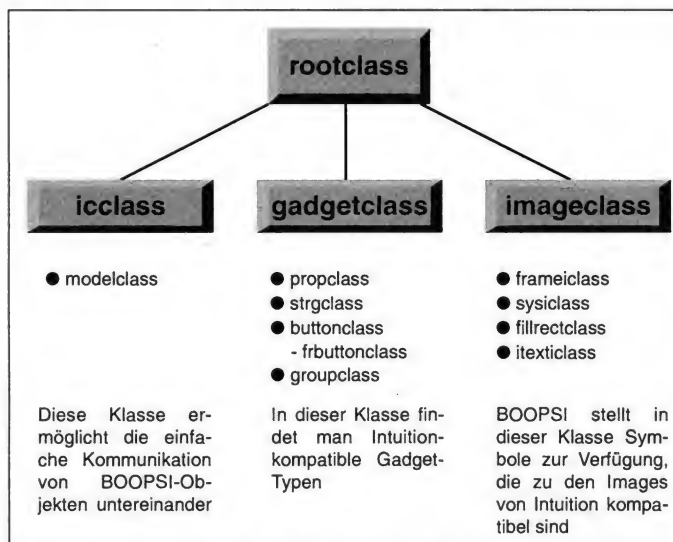 rootclass
icclass
gadgetclass
imageclass
● modelclass
● propclass
● strgclass
● buttonclass
- frbuttonclass
● groupclass
● frameiclass
● sysiclass
● fillrectclass
● itexticlass
Diese Klasse er-
möglicht die einfa-
che Kommunikation
von BOOPSI-Ob-
jekten untereinander
In dieser Klasse fin-
det man Intuition-
kompatible Gadget-
Typen
BOOPSI stellt in
dieser Klasse Sym-
bole zur Verfügung,
die zu den Images
von Intuition kompa-
tibel sind